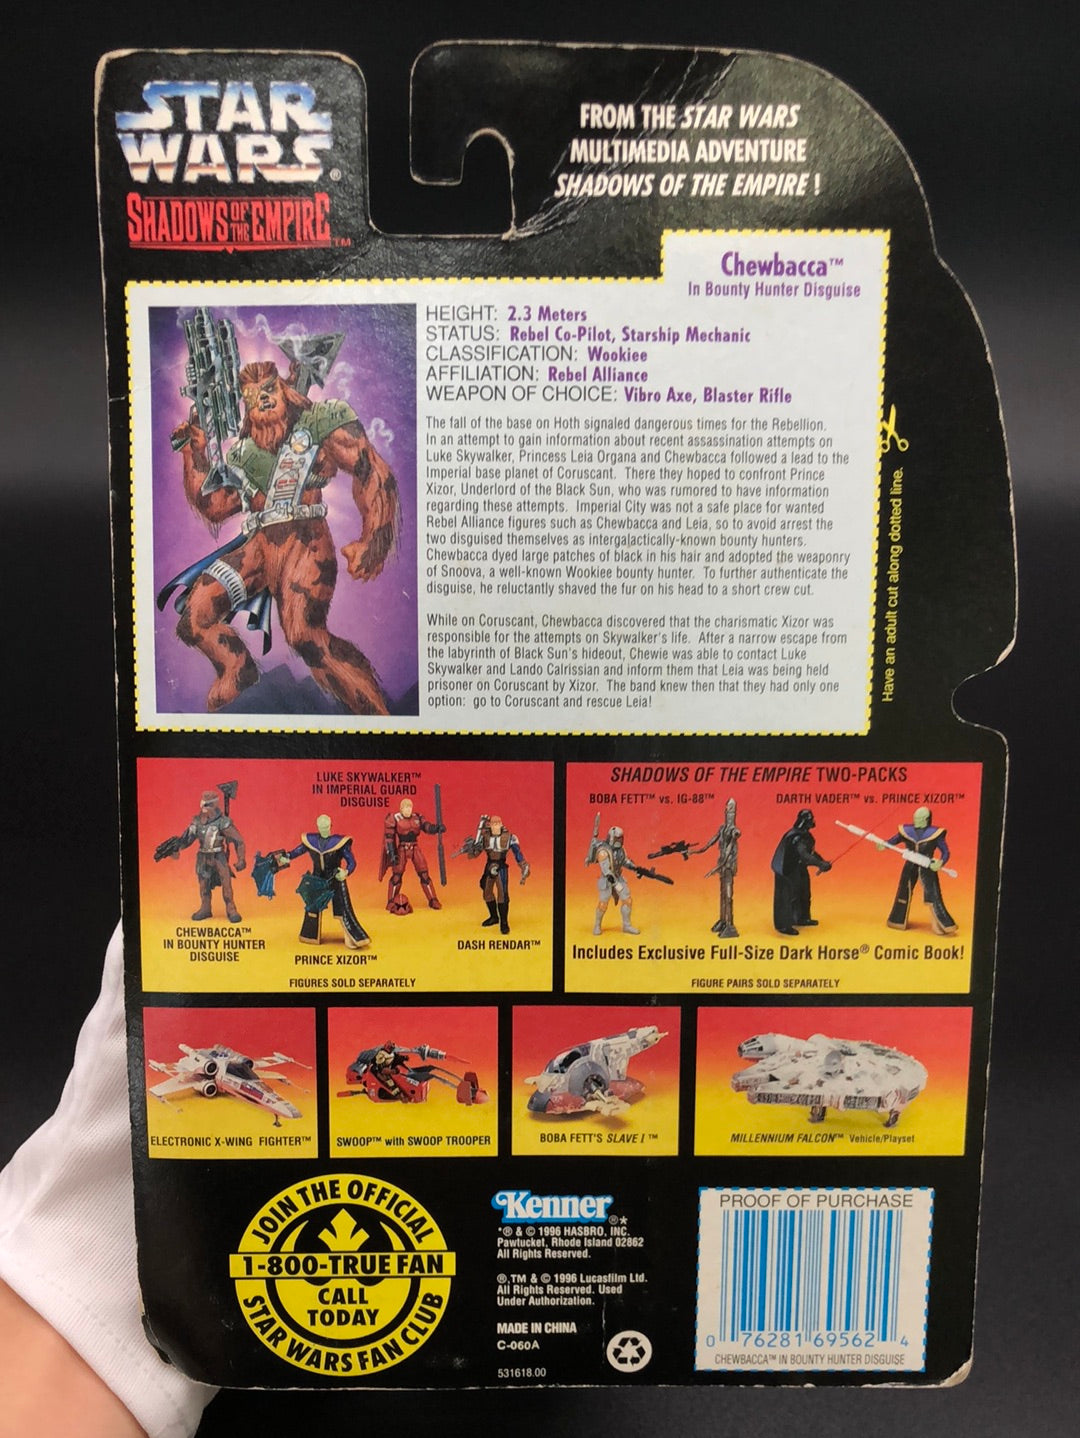 STAR
WARS®
SHADOWS OF THE EMPIRE™
FROM THE STAR WARS
MULTIMEDIA ADVENTURE
SHADOWS OF THE EMPIRE!
Chewbacca™
In Bounty Hunter Disguise
HEIGHT: 2.3 Meters
STATUS: Rebel Co-Pilot, Starship Mechanic
CLASSIFICATION: Wookiee
AFFILIATION: Rebel Alliance
WEAPON OF CHOICE: Vibro Axe, Blaster Rifle
The fall of the base on Hoth signaled dangerous times for the Rebellion.
In an attempt to gain information about recent assassination attempts on
Luke Skywalker, Princess Leia Organa and Chewbacca followed a lead to the
Imperial base planet of Coruscant. There they hoped to confront Prince
Xizor, Underlord of the Black Sun, who was rumored to have information
regarding these attempts. Imperial City was not a safe place for wanted
Rebel Alliance figures such as Chewbacca and Leia, so to avoid arrest the
two disguised themselves as intergalactically-known bounty hunters.
Chewbacca dyed large patches of black in his hair and adopted the weaponry
of Snoova, a well-known Wookiee bounty hunter. To further authenticate the
disguise, he reluctantly shaved the fur on his head to a short crew cut.
While on Coruscant, Chewbacca discovered that the charismatic Xizor was
responsible for the attempts on Skywalker's life. After a narrow escape from
the labyrinth of Black Sun's hideout, Chewie was able to contact Luke
Skywalker and Lando Calrissian and inform them that Leia was being held
prisoner on Coruscant by Xizor. The band knew then that they had only one
option: go to Coruscant and rescue Leia!
Have an adult cut along dotted line.
LUKE SKYWALKER™
IN IMPERIAL GUARD
DISGUISE
CHEWBACCA™
IN BOUNTY HUNTER
DISGUISE
PRINCE XIZOR™
DASH RENDAR™
FIGURES SOLD SEPARATELY
SHADOWS OF THE EMPIRE TWO-PACKS
BOBA FETT™ vs. IG-88™
DARTH VADER™ vs. PRINCE XIZOR™
Includes Exclusive Full-Size Dark Horse® Comic Book!
FIGURE PAIRS SOLD SEPARATELY
ELECTRONIC X-WING FIGHTER™
SWOOP™ with SWOOP TROOPER
BOBA FETT'S SLAVE I™
MILLENNIUM FALCON™ Vehicle/Playset
JOIN THE OFFICIAL
1-800-TRUE FAN
CALL
TODAY
STAR WARS FAN CLUB
Kenner®*
*® & © 1996 HASBRO, INC.
Pawtucket, Rhode Island 02862
All Rights Reserved.
®,TM & © 1996 Lucasfilm Ltd.
All Rights Reserved. Used
Under Authorization.
MADE IN CHINA
C-060A
531618.00
PROOF OF PURCHASE
0 76281 69562 4
CHEWBACCA™ IN BOUNTY HUNTER DISGUISE